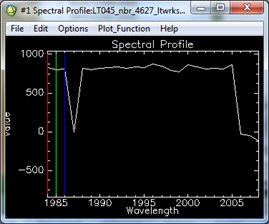 #1 Spectral Profile:LT045_nbr_4627_ltwrks...
File Edit Options Plot_Function Help
Spectral Profile
1000
500
0
-500
Value
1985 1990 1995 2000 2005
Wavelength